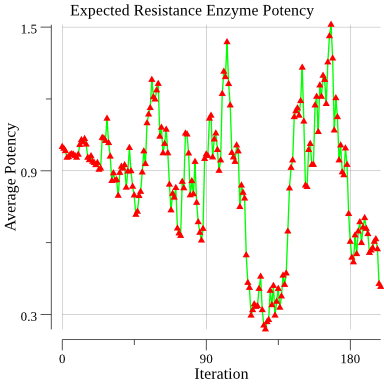 Expected Resistance Enzyme Potency
1.5
0.9
0.3
Average Potency
0
90
180
Iteration